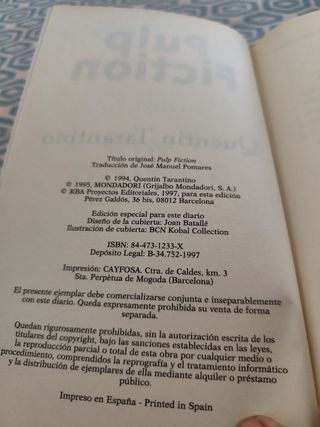 Pulp
Fiction
Quentin Tarantino
Título original: Pulp Fiction
Traducción de José Manuel Pomares
© 1994, Quentin Tarantino
© 1995, MONDADORI (Grijalbo Mondadori, S. A.)
© RBA Proyectos Editoriales, 1997, para esta edición
Pérez Galdós, 36 bis, 08012 Barcelona
Edición especial para este diario
Diseño de la cubierta: Joan Batallé
Ilustración de cubierta: BCN Kobal Collection
ISBN: 84-473-1233-X
Depósito Legal: B-34.752-1997
Impresión: CAYFOSA. Ctra. de Caldes, km. 3
Sta. Perpètua de Mogoda (Barcelona)
El presente ejemplar debe comercializarse conjunta e inseparablemente
con este diario. Queda expresamente prohibida su venta de forma
separada.
Quedan rigurosamente prohibidas, sin la autorización escrita de los
titulares del copyright, bajo las sanciones establecidas en las leyes,
la reproducción parcial o total de esta obra por cualquier medio o
procedimiento, comprendidos la reprografía y el tratamiento informático
y la distribución de ejemplares de ella mediante alquiler o préstamo
público.
Impreso en España - Printed in Spain